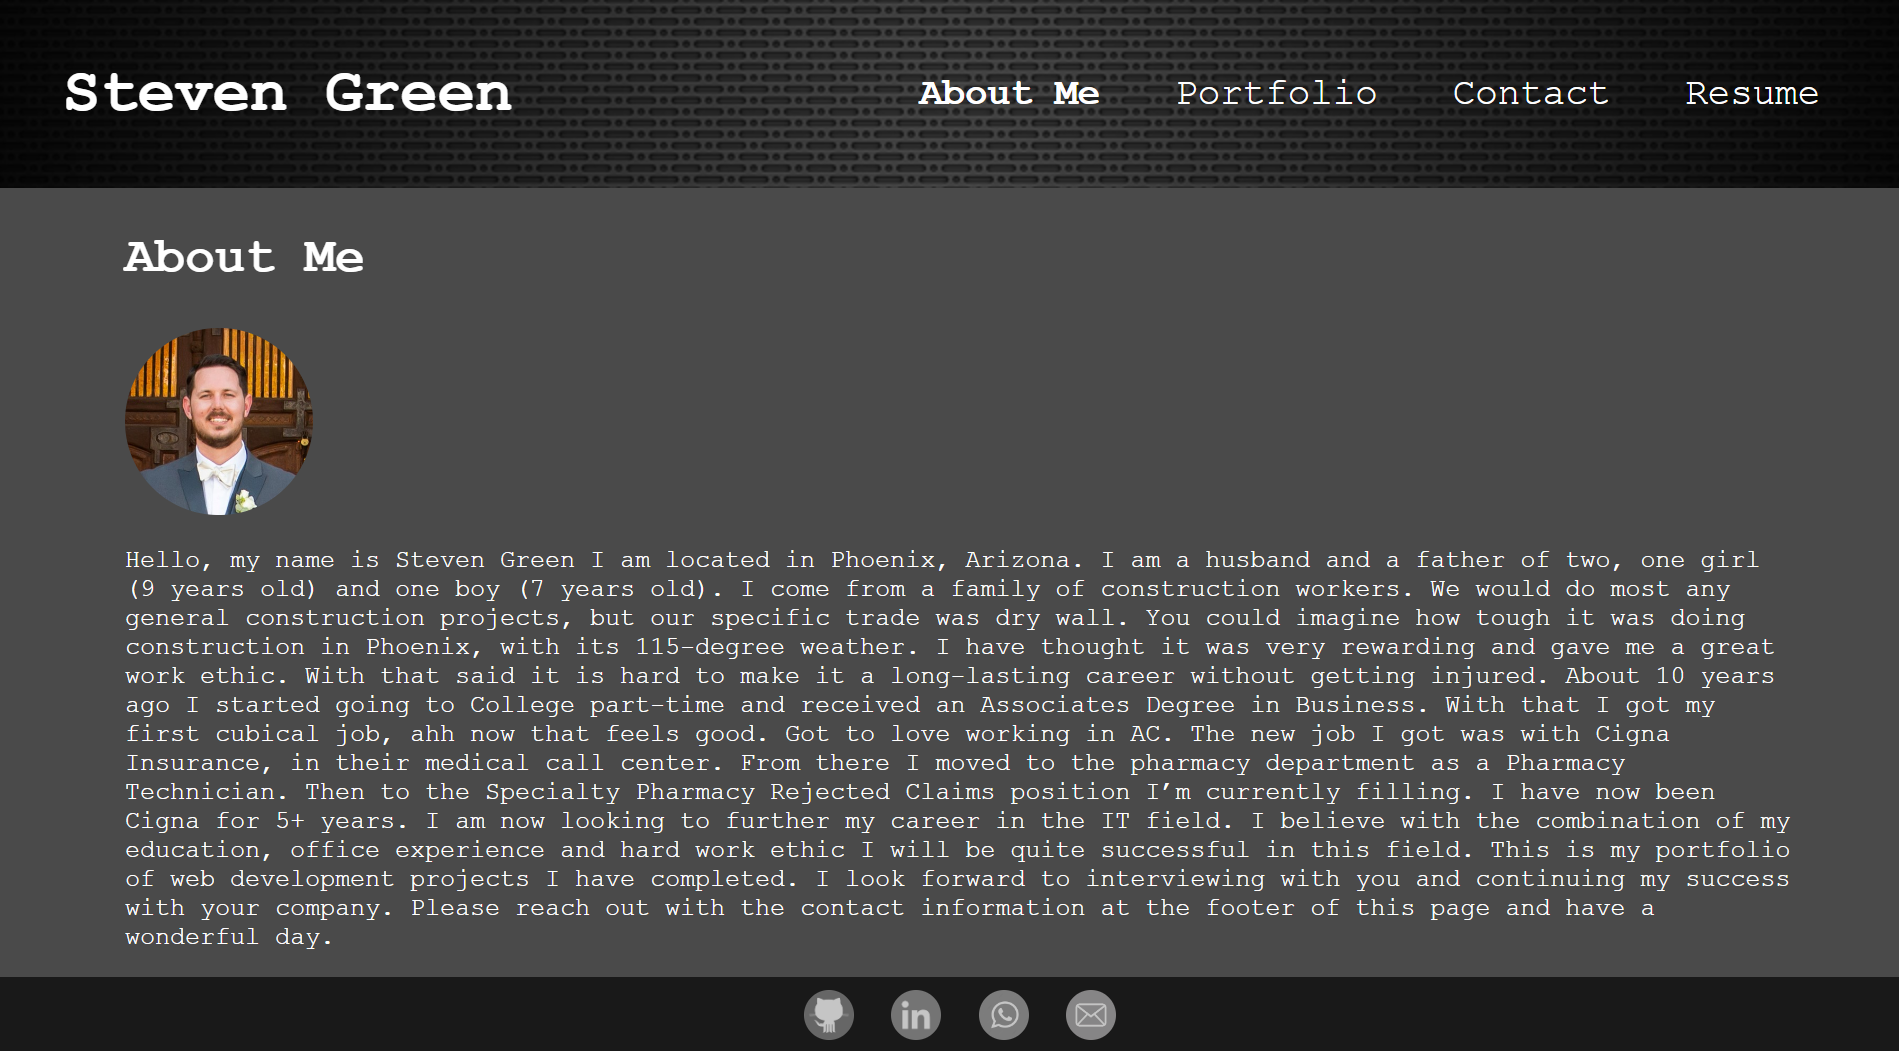 Steven Green
About Me Portfolio Contact Resume
About Me
Hello, my name is Steven Green I am located in Phoenix, Arizona. I am a husband and a father of two, one girl
(9 years old) and one boy (7 years old). I come from a family of construction workers. We would do most any
general construction projects, but our specific trade was dry wall. You could imagine how tough it was doing
construction in Phoenix, with its 115-degree weather. I have thought it was very rewarding and gave me a great
work ethic. With that said it is hard to make it a long-lasting career without getting injured. About 10 years
ago I started going to College part-time and received an Associates Degree in Business. With that I got my
first cubical job, ahh now that feels good. Got to love working in AC. The new job I got was with Cigna
Insurance, in their medical call center. From there I moved to the pharmacy department as a Pharmacy
Technician. Then to the Specialty Pharmacy Rejected Claims position I’m currently filling. I have now been
Cigna for 5+ years. I am now looking to further my career in the IT field. I believe with the combination of my
education, office experience and hard work ethic I will be quite successful in this field. This is my portfolio
of web development projects I have completed. I look forward to interviewing with you and continuing my success
with your company. Please reach out with the contact information at the footer of this page and have a
wonderful day.
in